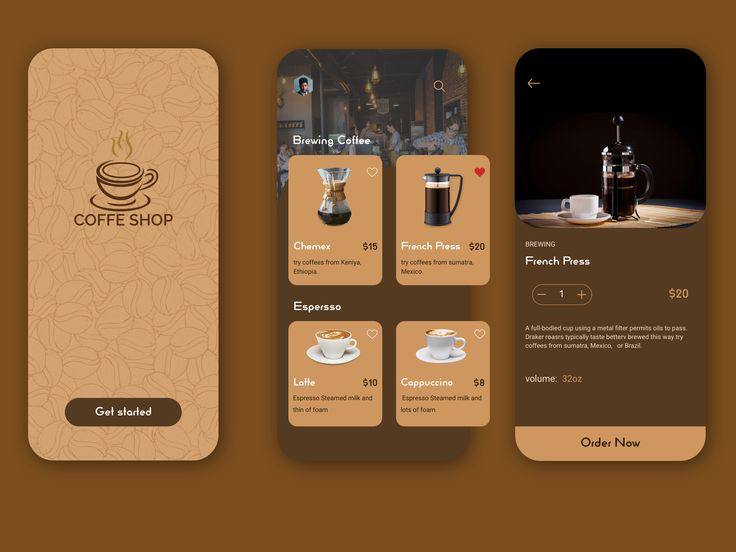 COFFE SHOP
Get started
Brewing Coffee
Chemex $15
try coffees from Keniya,
Ethiopia.
French Press $20
try coffees from sumatra,
Mexico.
Espersso
Latte $10
Espresso Steamed milk and
thin of foam
Cappuccino $8
Espresso Steamed milk and
lots of foam
BREWING
French Press
1
$20
A full-bodied cup using a metal filter permits oils to pass.
Draker roasrs typically taste betterv brewed this way.try
coffees from sumatra, Mexico, or Brazil.
volume: 32oz
Order Now